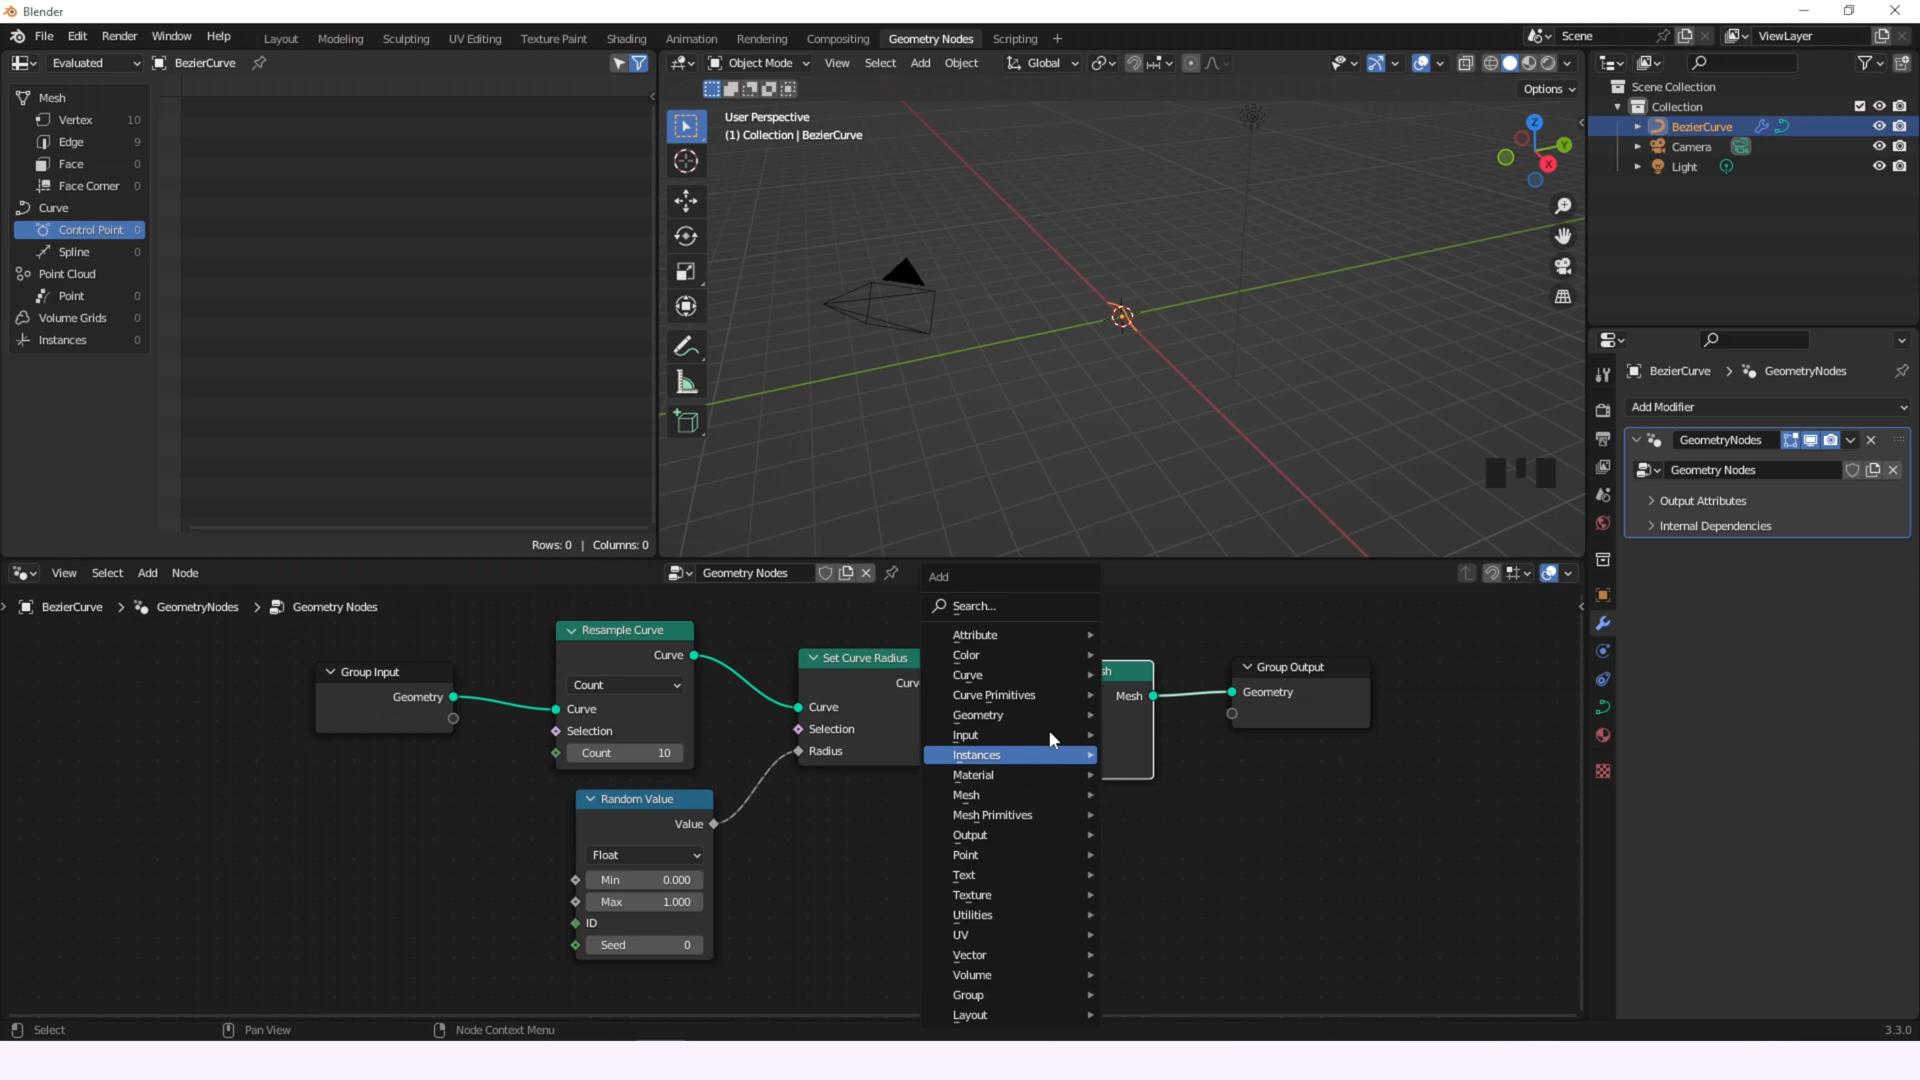 Blender
File Edit Render Window Help Layout Modeling Sculpting UV Editing Texture Paint Shading Animation Rendering Compositing Geometry Nodes Scripting + Scene ViewLayer
Evaluated BezierCurve
Object Mode View Select Add Object Global
Options
Mesh
Vertex 10
Edge 9
Face 0
Face Corner 0
Curve
Control Point 0
Spline 0
Point Cloud
Point 0
Volume Grids 0
Instances 0
Rows: 0 | Columns: 0
User Perspective
(1) Collection | BezierCurve
Z
Y
X
Scene Collection
Collection
BezierCurve
Camera
Light
BezierCurve > GeometryNodes
Add Modifier
GeometryNodes
Geometry Nodes
Output Attributes
Internal Dependencies
View Select Add Node Geometry Nodes
BezierCurve > GeometryNodes > Geometry Nodes
Group Input
Geometry
Resample Curve
Curve
Count
Curve
Selection
Count 10
Random Value
Value
Float
Min 0.000
Max 1.000
ID
Seed 0
Set Curve Radius
Curv
Curve
Selection
Radius
Add
Search...
Attribute
Color
Curve
Curve Primitives
Geometry
Input
Instances
Material
Mesh
Mesh Primitives
Output
Point
Text
Texture
Utilities
UV
Vector
Volume
Group
Layout
sh
Mesh
Group Output
Geometry
Select Pan View Node Context Menu 3.3.0